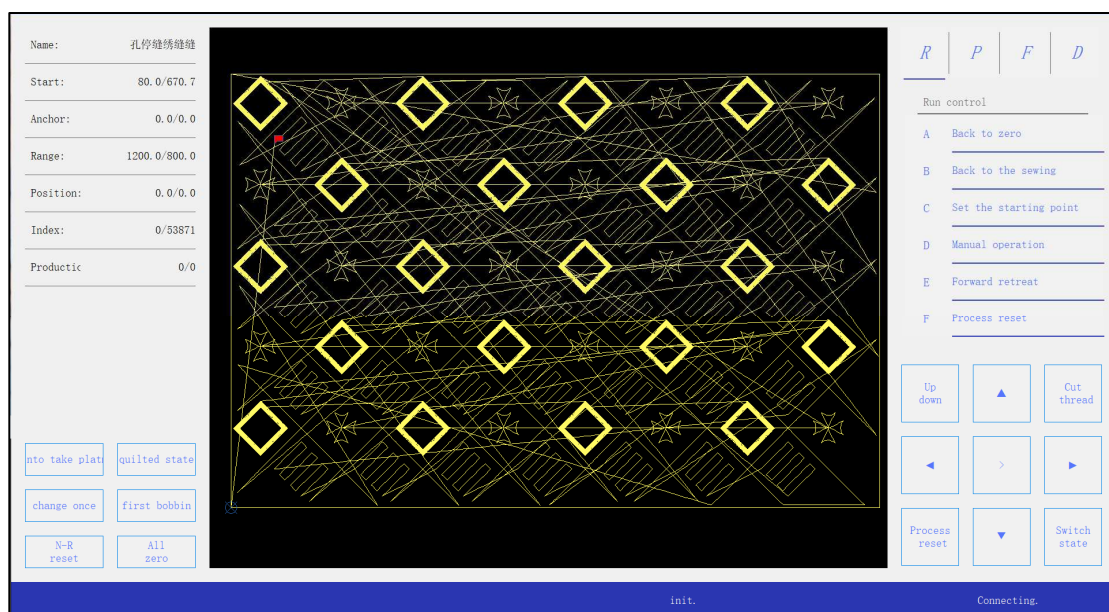 Name: 孔停缝绣缝缝
Start: 80.0/670.7
Anchor: 0.0/0.0
Range: 1200.0/800.0
Position: 0.0/0.0
Index: 0/53871
Productic 0/0
nto take plat
quilted state
change once
first bobbin
N-R
reset
All
zero
R P F D
Run control
A Back to zero
B Back to the sewing
C Set the starting point
D Manual operation
E Forward retreat
F Process reset
Up
down
▲
Cut
thread
◄
>
►
Process
reset
▼
Switch
state
init.
Connecting.